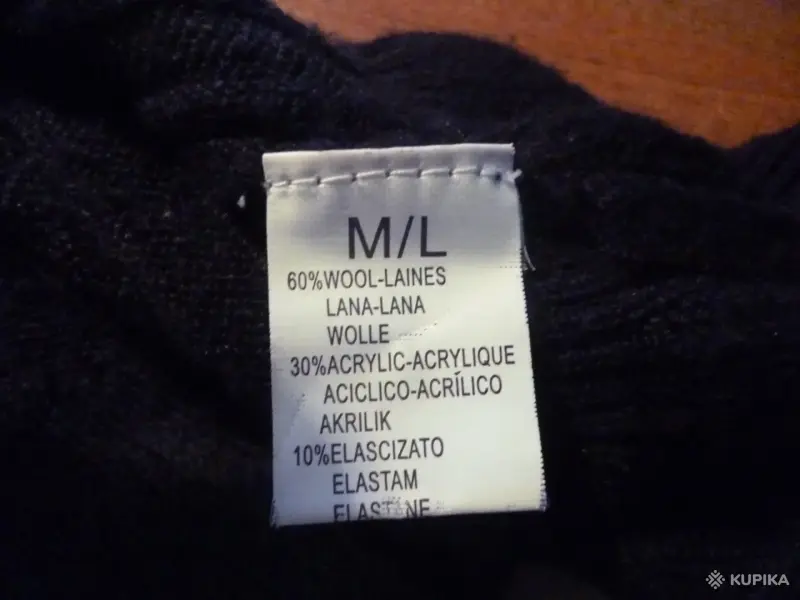 M/L
60%WOOL-LAINES
LANA-LANA
WOLLE
30%ACRYLIC-ACRYLIQUE
ACICLICO-ACRÍLICO
AKRILIK
10%ELASCIZATO
ELASTAM
KUPIKA